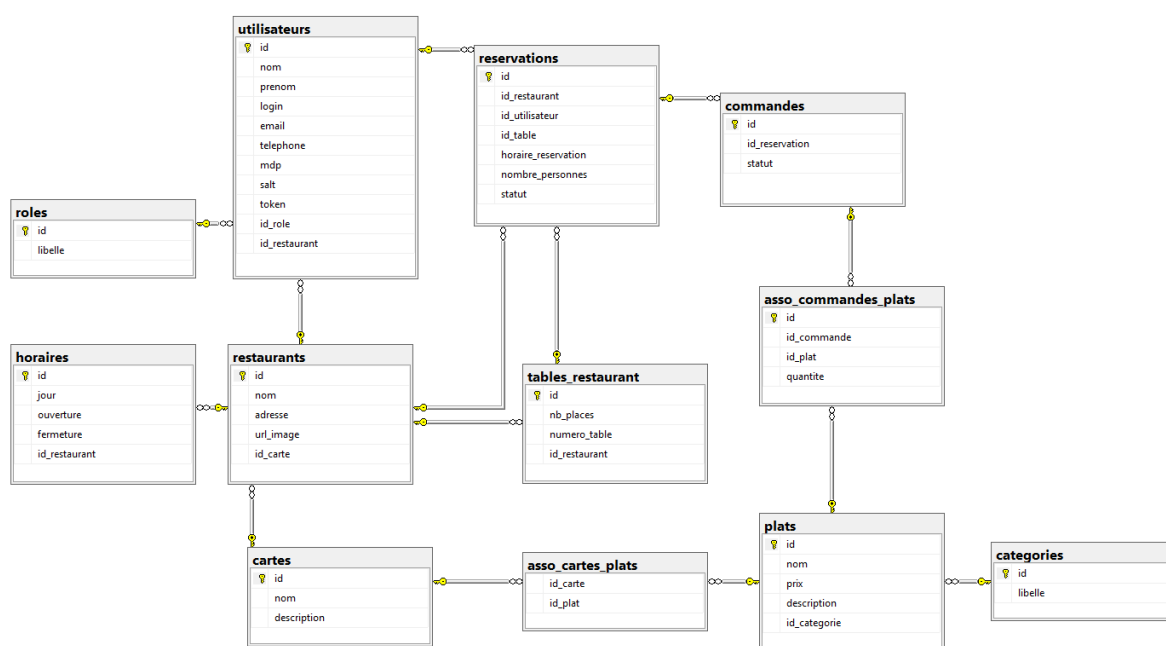 utilisateurs
id
nom
prenom
login
email
telephone
mdp
salt
token
id_role
id_restaurant
reservations
id
id_restaurant
id_utilisateur
id_table
horaire_reservation
nombre_personnes
statut
commandes
id
id_reservation
statut
roles
id
libelle
asso_commandes_plats
id
id_commande
id_plat
quantite
horaires
id
jour
ouverture
fermeture
id_restaurant
restaurants
id
nom
adresse
url_image
id_carte
tables_restaurant
id
nb_places
numero_table
id_restaurant
plats
id
nom
prix
description
id_categorie
categories
id
libelle
cartes
id
nom
description
asso_cartes_plats
id_carte
id_plat